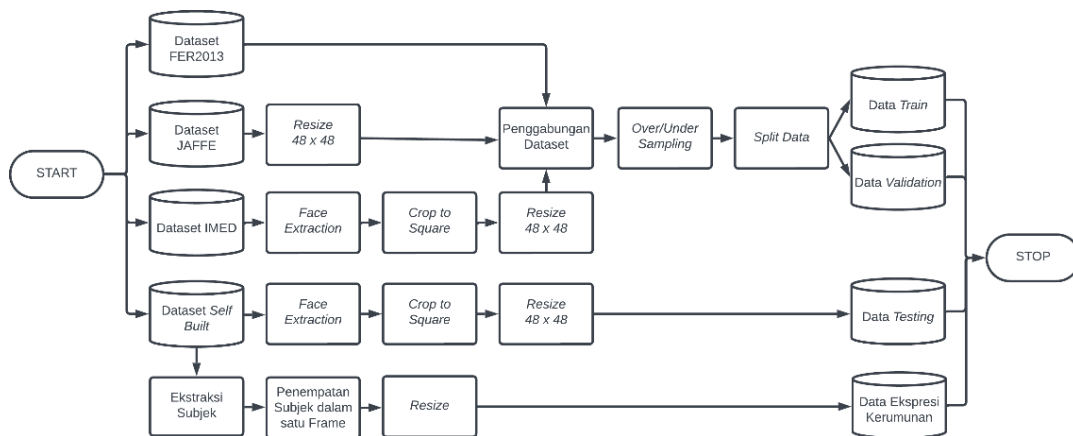 START
Dataset
FER2013
Dataset
JAFFE
Resize
48 x 48
Dataset IMED
Face
Extraction
Crop to
Square
Resize
48 x 48
Penggabungan
Dataset
Over/Under
Sampling
Split Data
Data Train
Data Validation
Dataset Self
Built
Face
Extraction
Crop to
Square
Resize
48 x 48
Data Testing
Ekstraksi
Subjek
Penempatan
Subjek dalam
satu Frame
Resize
Data Ekspresi
Kerumunan
STOP